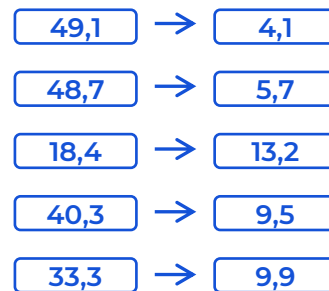 49,1 → 4,1
48,7 → 5,7
18,4 → 13,2
40,3 → 9,5
33,3 → 9,9